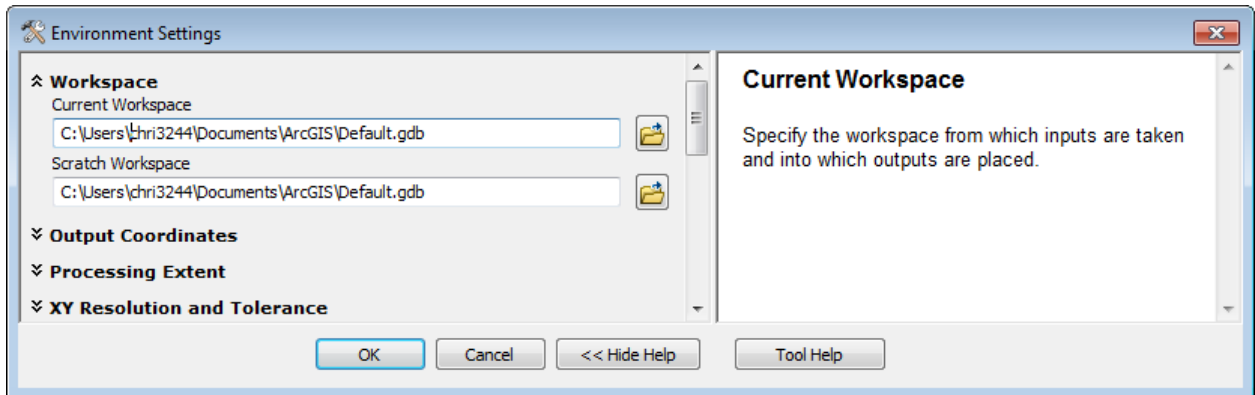 Environment Settings
Workspace
Current Workspace
C:\Users\chri3244\Documents\ArcGIS\Default.gdb
Scratch Workspace
C:\Users\chri3244\Documents\ArcGIS\Default.gdb
Output Coordinates
Processing Extent
XY Resolution and Tolerance
Current Workspace
Specify the workspace from which inputs are taken
and into which outputs are placed.
OK Cancel << Hide Help Tool Help